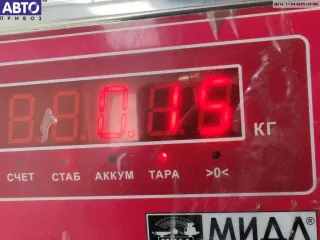 АВТО
ПРИВОЗ
0.15
КГ
СЧЕТ СТАБ АККУМ ТАРА >0<
МИДЛ